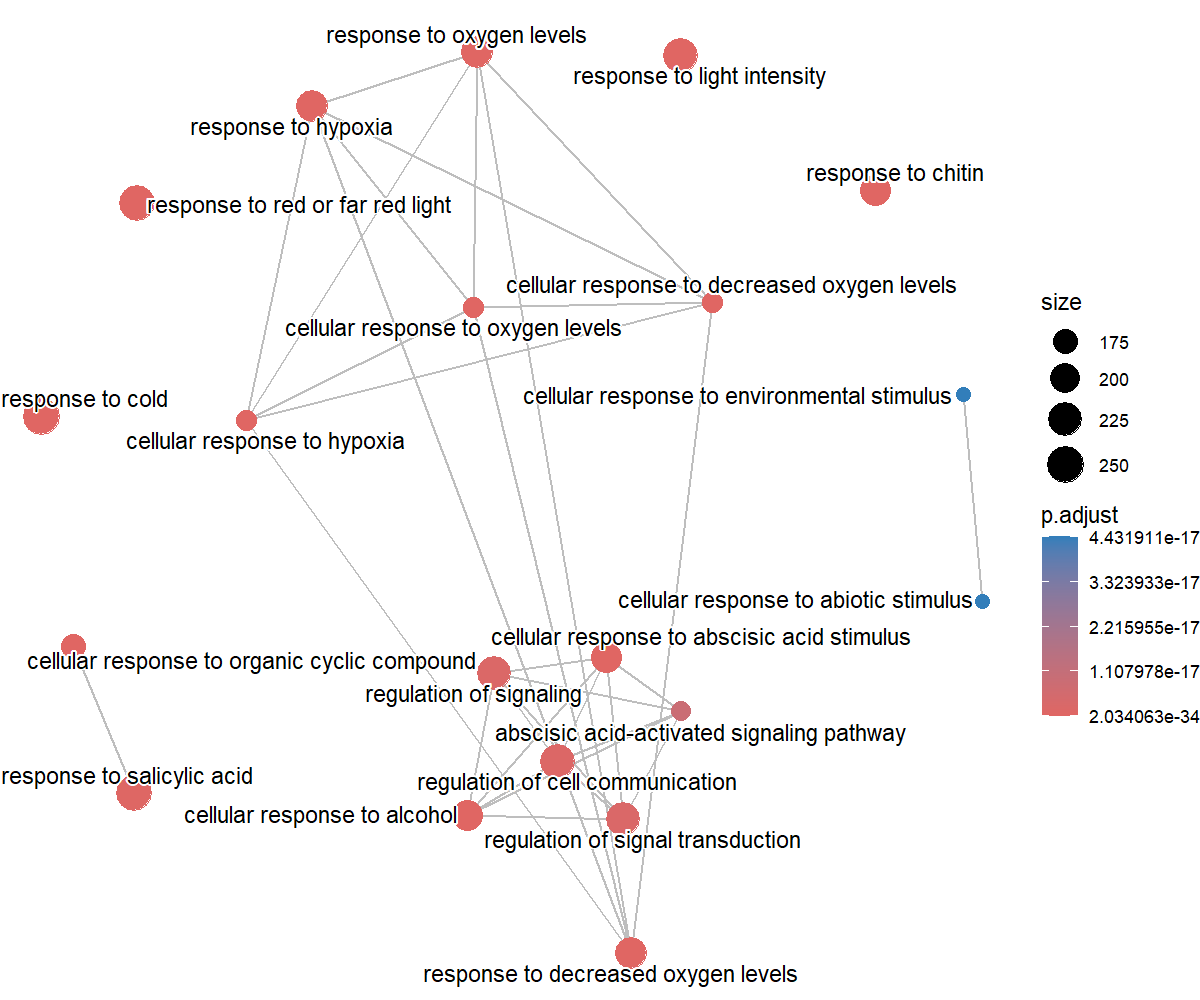 response to oxygen levels
response to light intensity
response to hypoxia
response to chitin
response to red or far red light
cellular response to decreased oxygen levels
cellular response to oxygen levels
response to cold
cellular response to environmental stimulus
cellular response to hypoxia
cellular response to abiotic stimulus
cellular response to abscisic acid stimulus
cellular response to organic cyclic compound
regulation of signaling
abscisic acid-activated signaling pathway
response to salicylic acid
regulation of cell communication
cellular response to alcohol
regulation of signal transduction
response to decreased oxygen levels
size
175
200
225
250
p.adjust
4.431911e-17
3.323933e-17
2.215955e-17
1.107978e-17
2.034063e-34